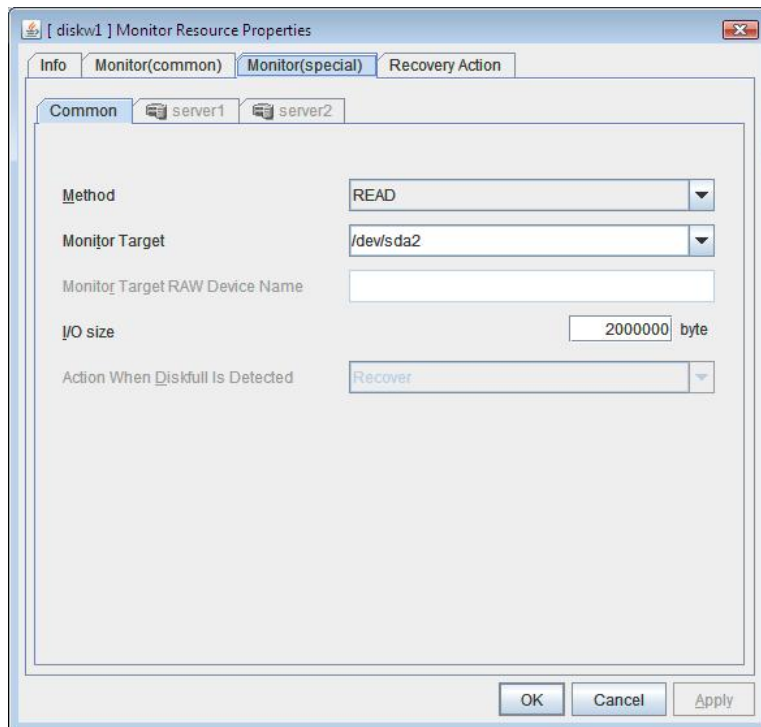 [ diskw1 ] Monitor Resource Properties
Info Monitor(common) Monitor(special) Recovery Action
Common server1 server2
Method READ
Monitor Target /dev/sda2
Monitor Target RAW Device Name
I/O size 2000000 byte
Action When Diskfull Is Detected Recover
OK Cancel Apply